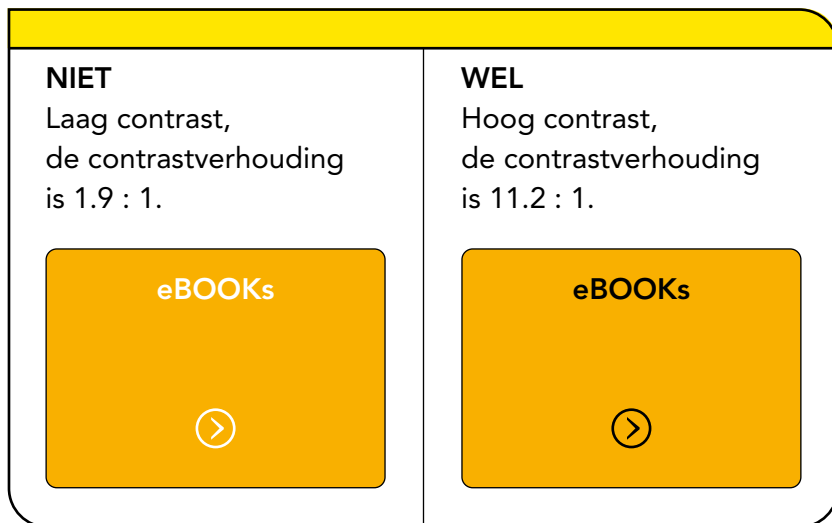 NIET
Laag contrast,
de contrastverhouding
is 1.9 : 1.
eBOOKs
WEL
Hoog contrast,
de contrastverhouding
is 11.2 : 1.
eBOOKs